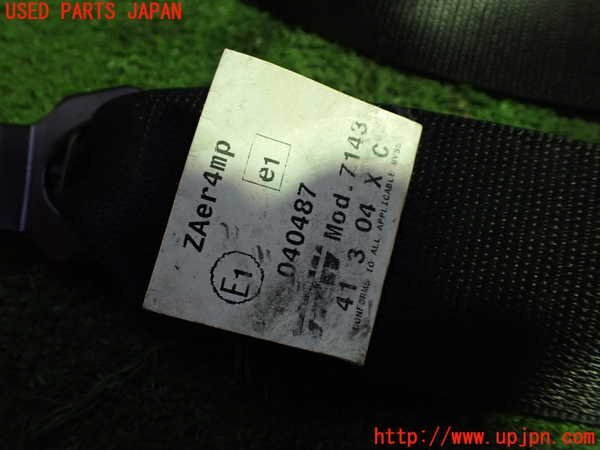 USED PARTS JAPAN
ZAer4mp
e1
E1
040487
Mod.7143
41 3 04 X C
CONFORMS TO ALL APPLICABLE MVSS
http://www.upjpn.com/